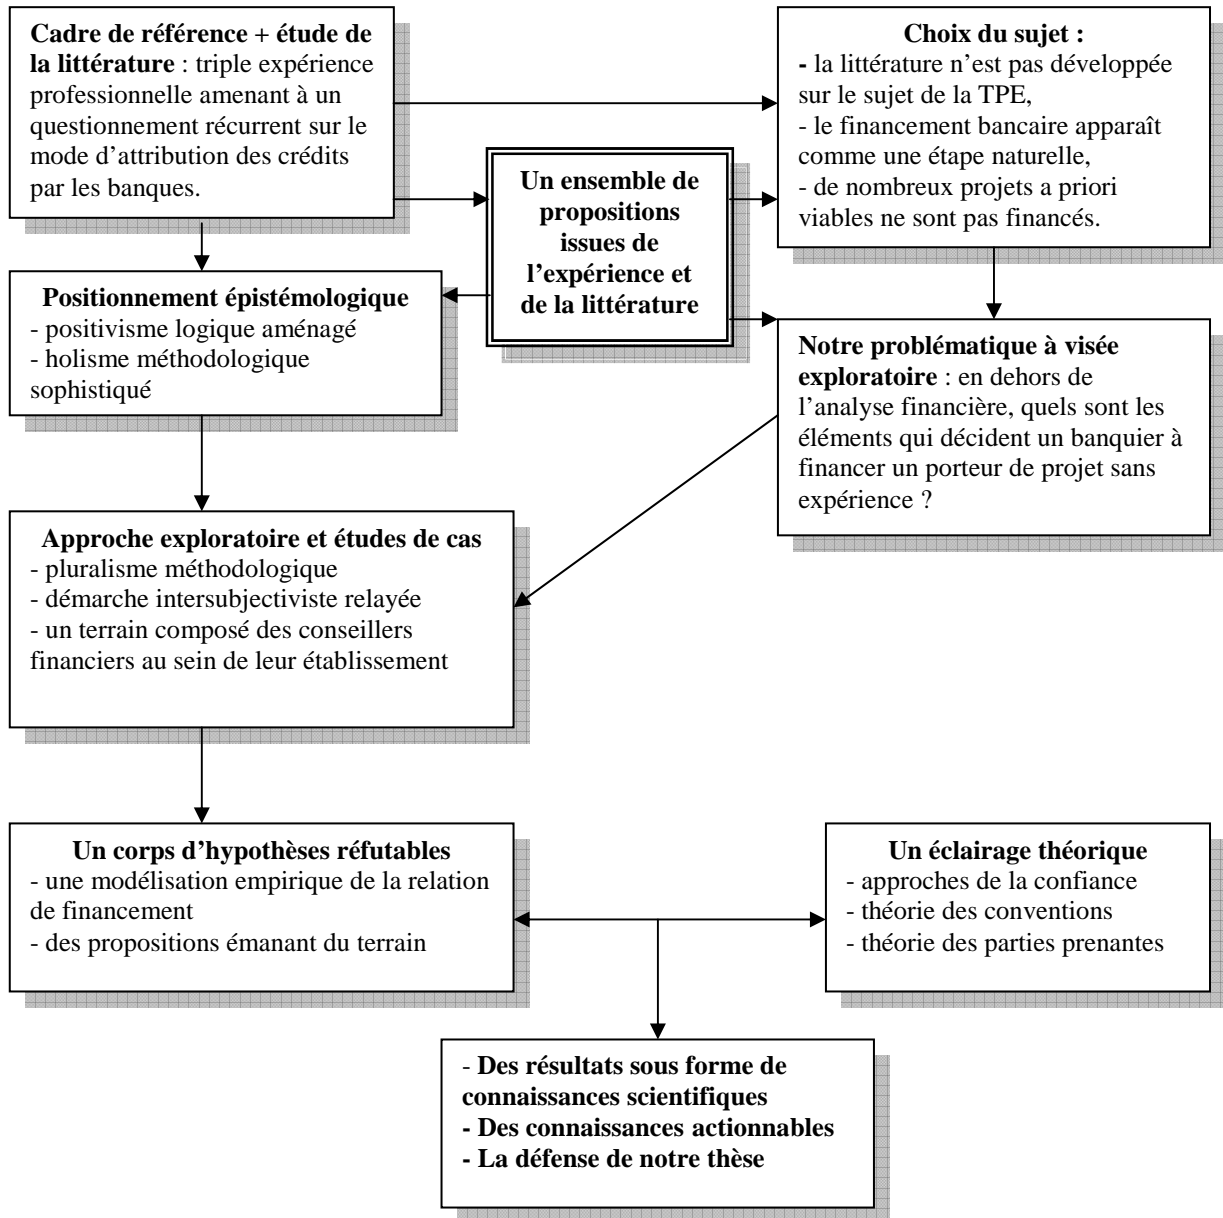 Cadre de référence + étude de
la littérature : triple expérience
professionnelle amenant à un
questionnement récurrent sur le
mode d'attribution des crédits
par les banques.
Choix du sujet :
- la littérature n'est pas développée
sur le sujet de la TPE,
- le financement bancaire apparaît
comme une étape naturelle,
- de nombreux projets a priori
viables ne sont pas financés.
Un ensemble de
propositions
issues de
l'expérience et
de la littérature
Positionnement épistémologique
- positivisme logique aménagé
- holisme méthodologique
sophistiqué
Notre problématique à visée
exploratoire : en dehors de
l'analyse financière, quels sont les
éléments qui décident un banquier à
financer un porteur de projet sans
expérience ?
Approche exploratoire et études de cas
- pluralisme méthodologique
- démarche intersubjectiviste relayée
- un terrain composé des conseillers
financiers au sein de leur établissement
Un corps d'hypothèses réfutables
- une modélisation empirique de la relation
de financement
- des propositions émanant du terrain
Un éclairage théorique
- approches de la confiance
- théorie des conventions
- théorie des parties prenantes
- Des résultats sous forme de
connaissances scientifiques
- Des connaissances actionnables
- La défense de notre thèse